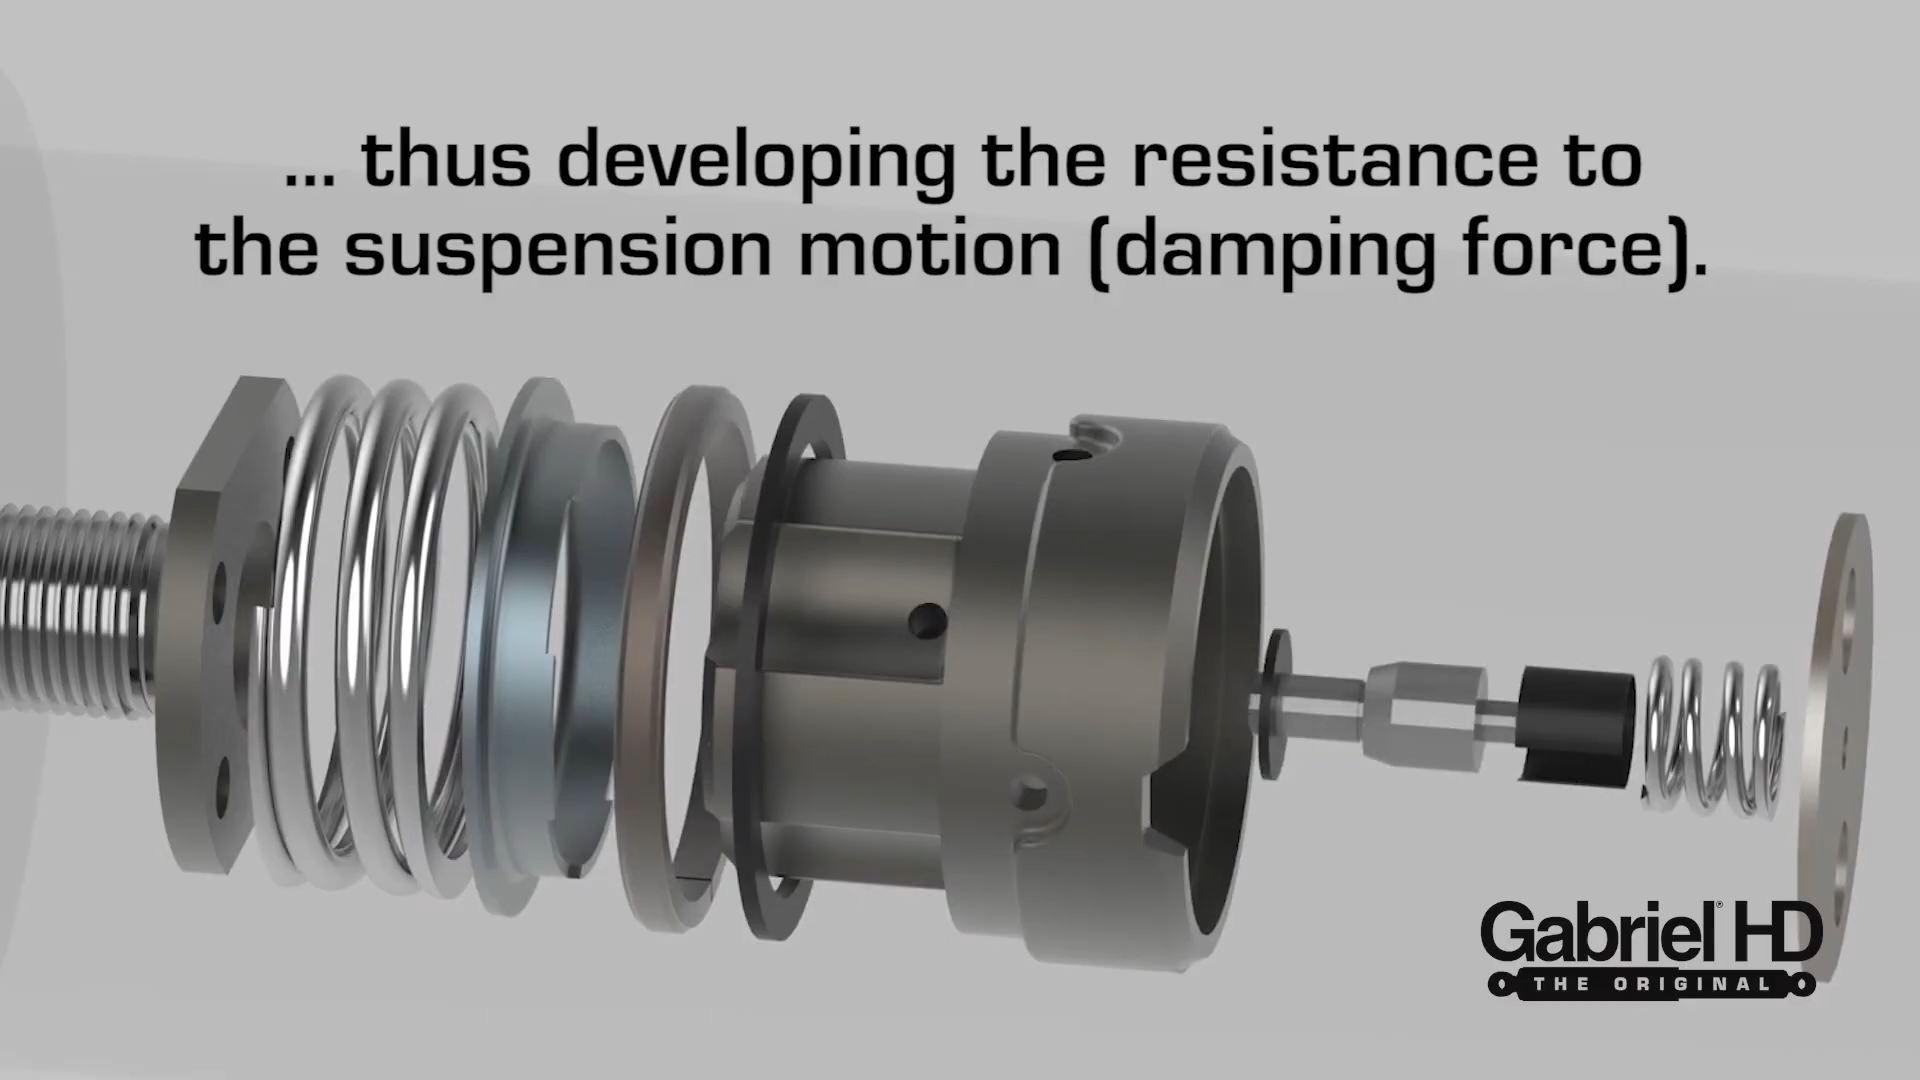 ... thus developing the resistance to
the suspension motion (damping force).
Gabriel® HD
THE ORIGINAL